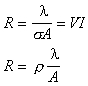 R = λ/σA = VI
R = ρ λ/A